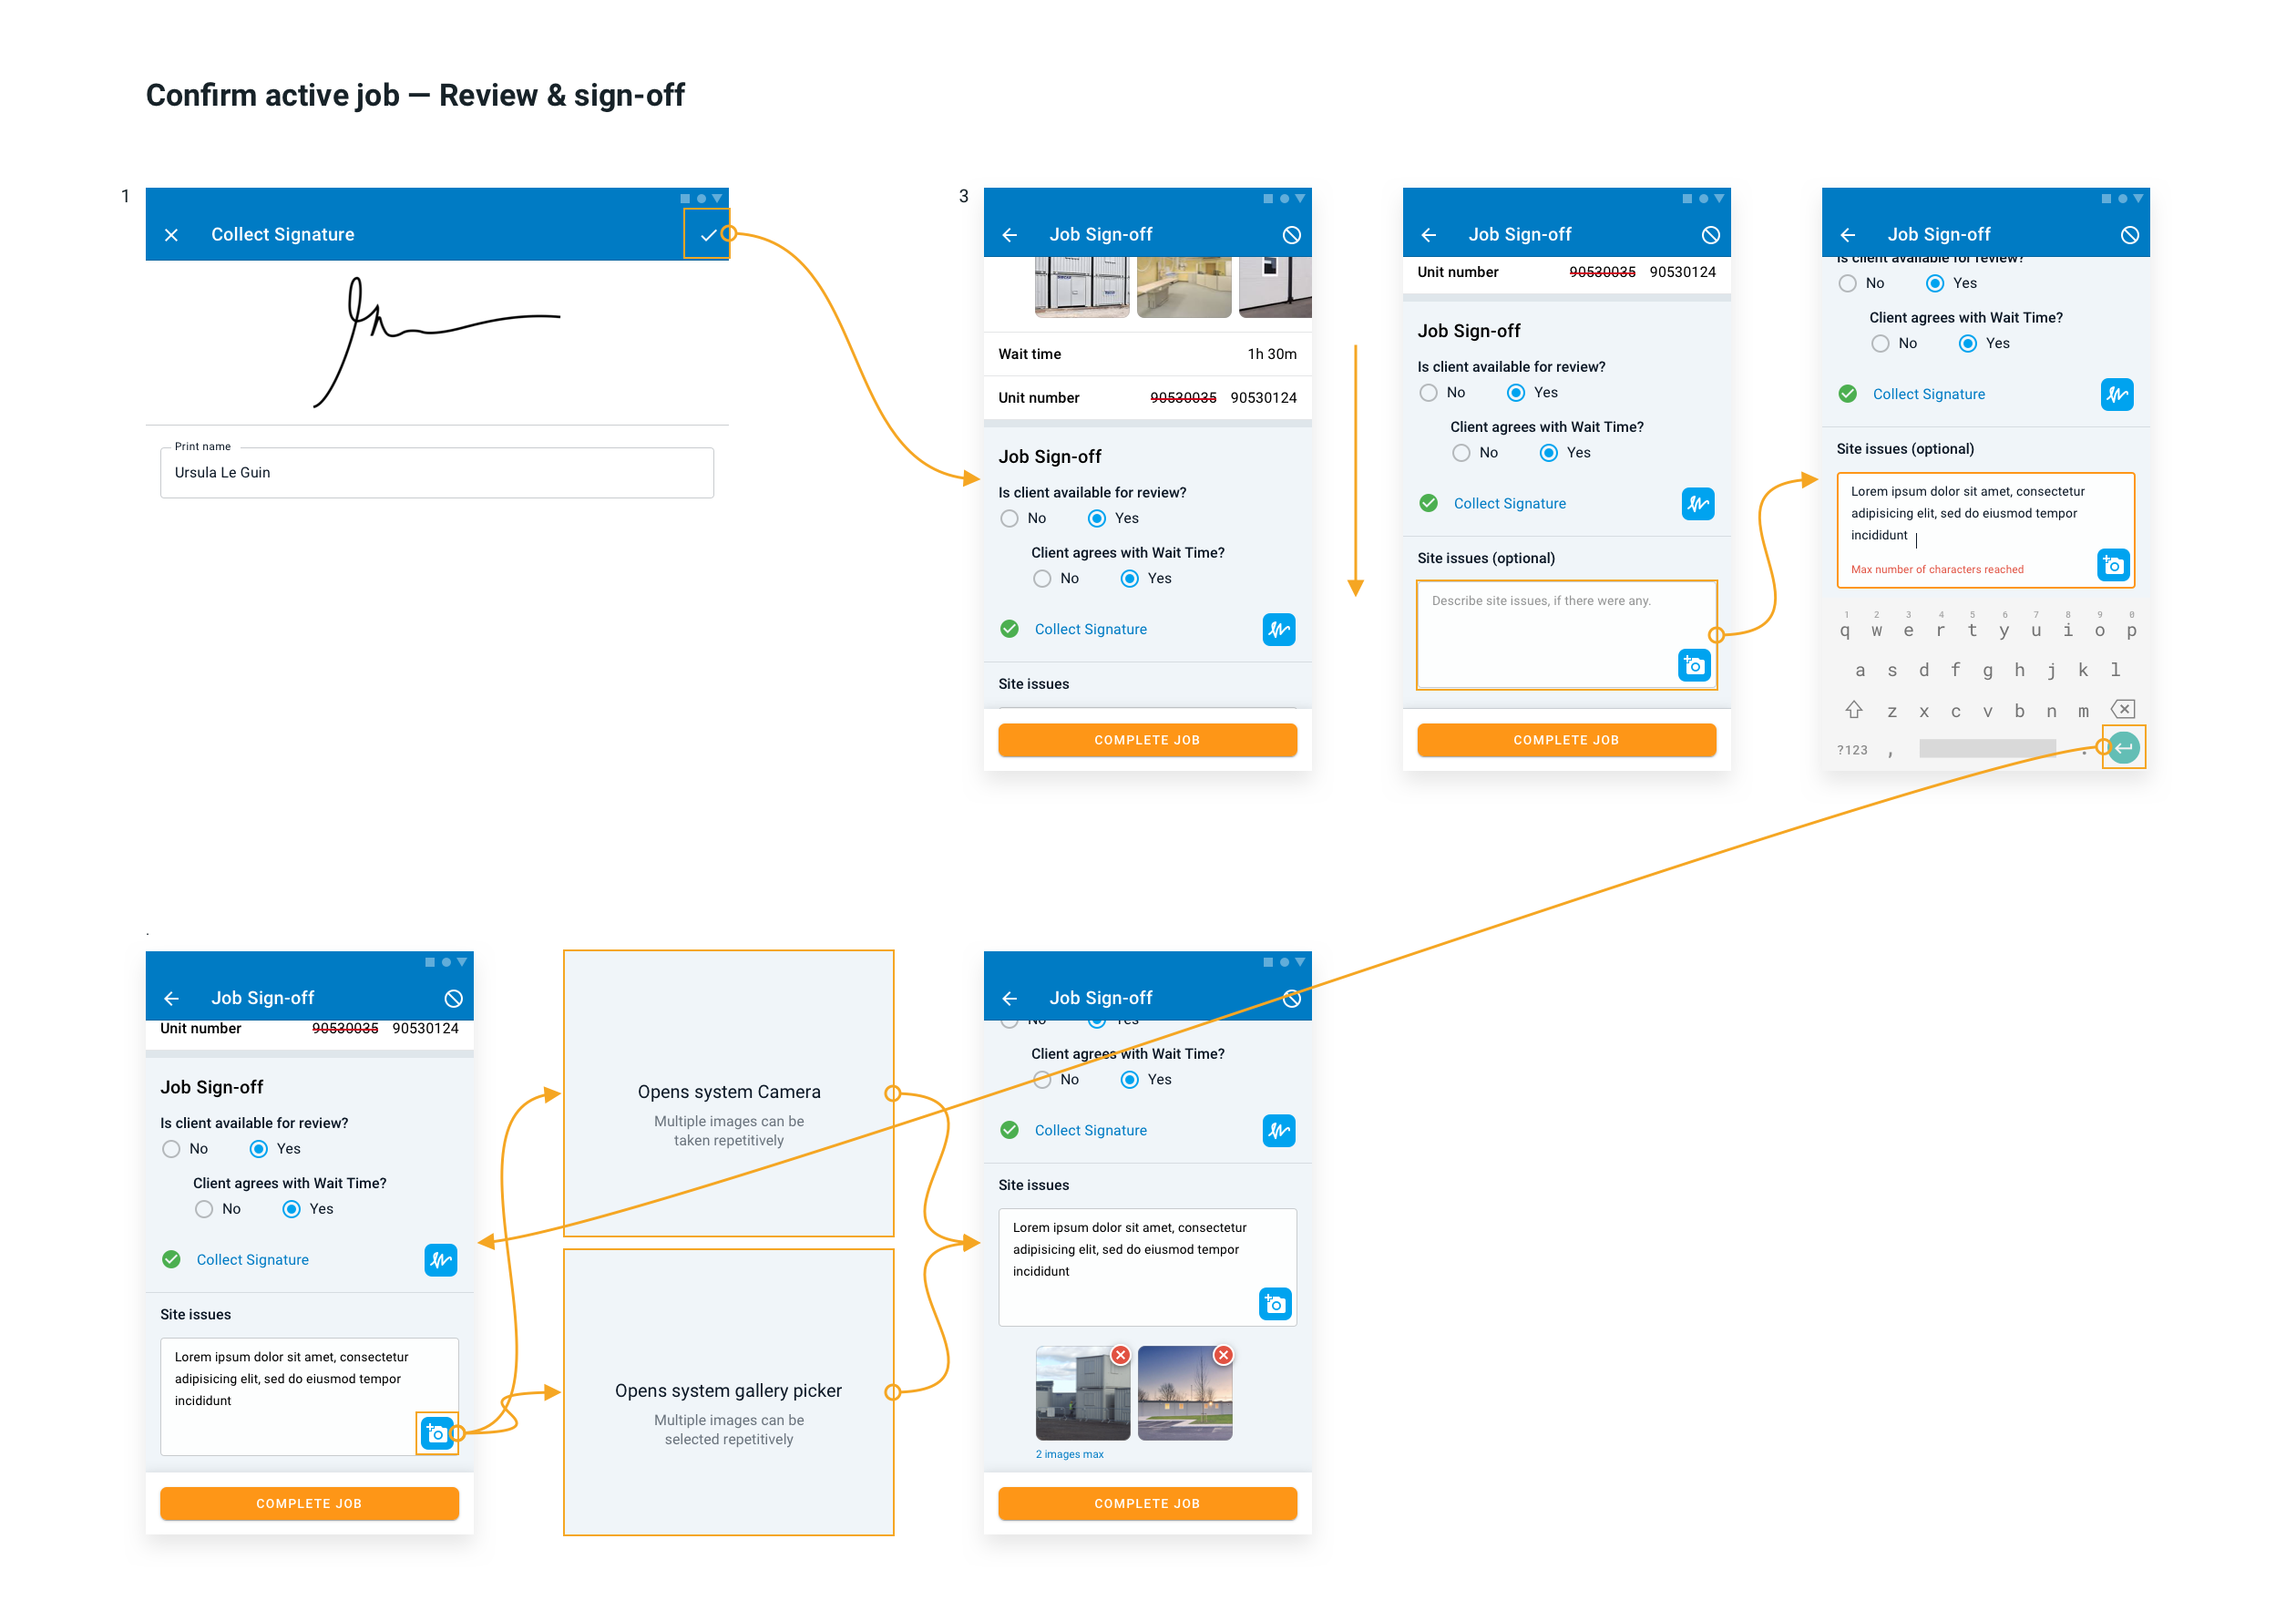 Confirm active job — Review & sign-off
1
Collect Signature
Print name
Ursula Le Guin
3
Job Sign-off
Wait time 1h 30m
Unit number 90530035 90530124
Job Sign-off
Is client available for review?
No Yes
Client agrees with Wait Time?
No Yes
Collect Signature
Site issues
COMPLETE JOB
Job Sign-off
Unit number 90530035 90530124
Job Sign-off
Is client available for review?
No Yes
Client agrees with Wait Time?
No Yes
Collect Signature
Site issues (optional)
Describe site issues, if there were any.
COMPLETE JOB
Job Sign-off
Is client available for review?
No Yes
Client agrees with Wait Time?
No Yes
Collect Signature
Site issues (optional)
Lorem ipsum dolor sit amet, consectetur
adipisicing elit, sed do eiusmod tempor
incididunt
Max number of characters reached
1 2 3 4 5 6 7 8 9 0
q w e r t y u i o p
a s d f g h j k l
z x c v b n m
?123 , .
.
Job Sign-off
Unit number 90530035 90530124
Job Sign-off
Is client available for review?
No Yes
Client agrees with Wait Time?
No Yes
Collect Signature
Site issues
Lorem ipsum dolor sit amet, consectetur
adipisicing elit, sed do eiusmod tempor
incididunt
COMPLETE JOB
Opens system Camera
Multiple images can be
taken repetitively
Opens system gallery picker
Multiple images can be
selected repetitively
Job Sign-off
No Yes
Client agrees with Wait Time?
No Yes
Collect Signature
Site issues
Lorem ipsum dolor sit amet, consectetur
adipisicing elit, sed do eiusmod tempor
incididunt
2 images max
COMPLETE JOB